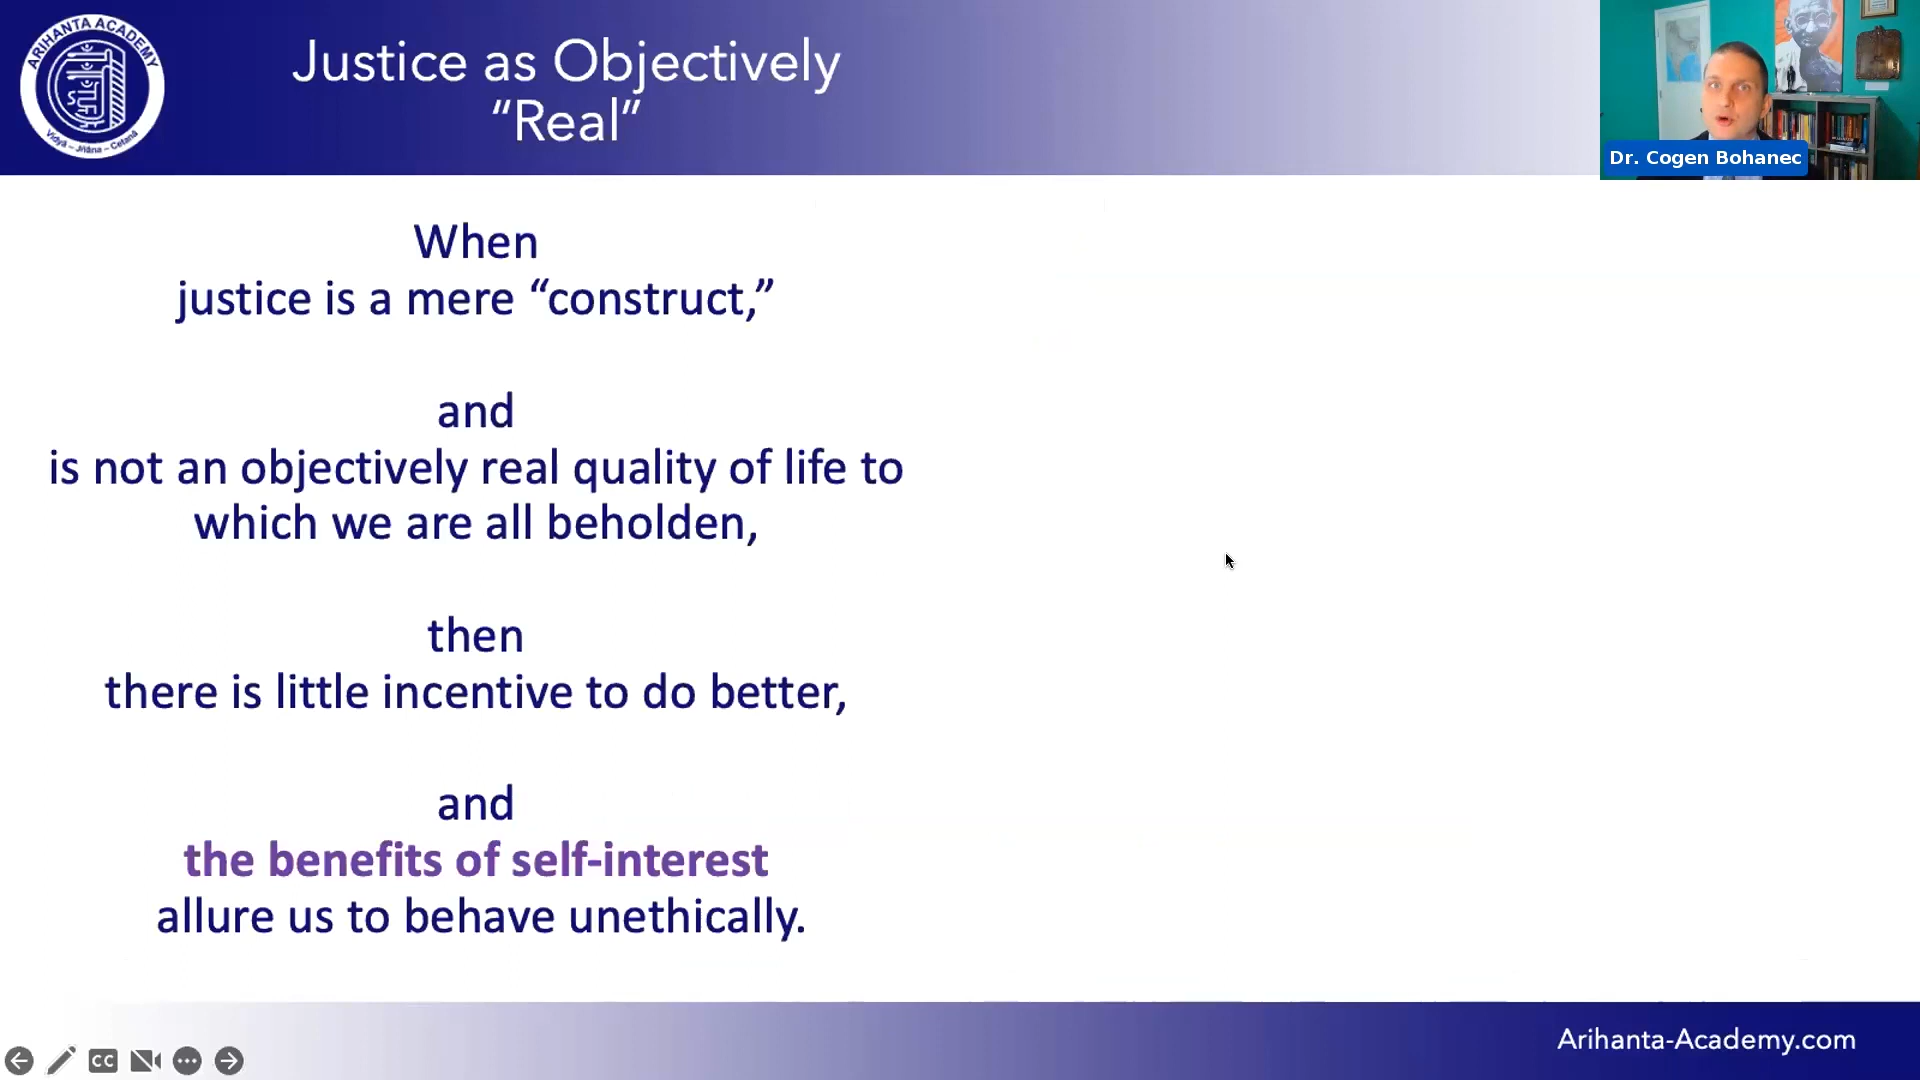 ARIHANTA ACADEMY
Vidyā – Jñāna – Cetanā
Justice as Objectively
“Real”
Dr. Cogen Bohanec
When
justice is a mere “construct,”
and
is not an objectively real quality of life to
which we are all beholden,
then
there is little incentive to do better,
and
the benefits of self-interest
allure us to behave unethically.
Arihanta-Academy.com
CC